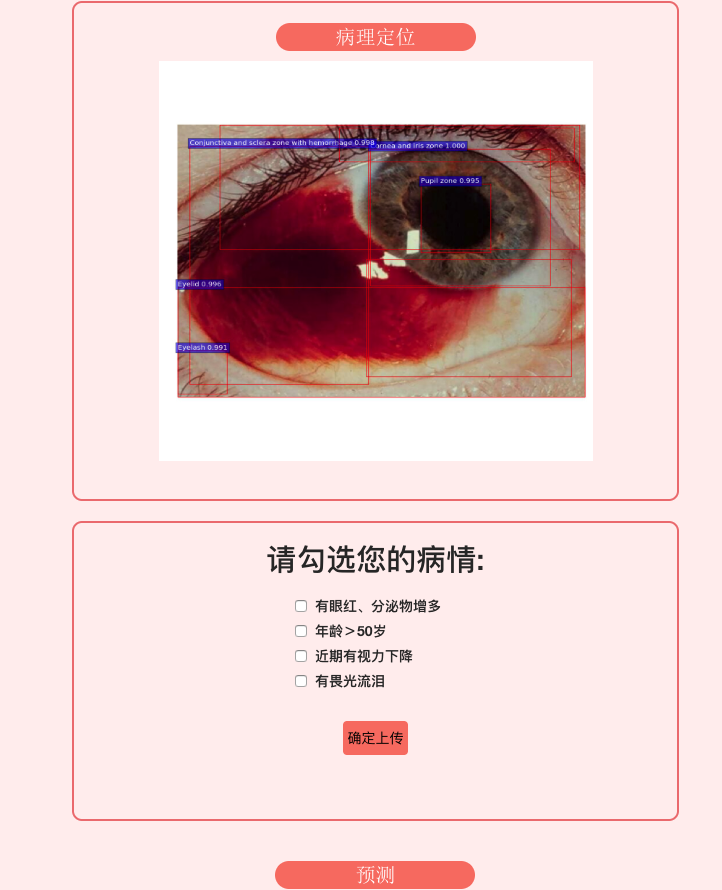 病理定位
Conjunctiva and sclera zone with hemorrhage 0.998
ornea and iris zone 1.000
Pupil zone 0.995
Eyelid 0.996
Eyelash 0.991
请勾选您的病情:
有眼红、分泌物增多
年龄＞50岁
近期有视力下降
有畏光流泪
确定上传
预测